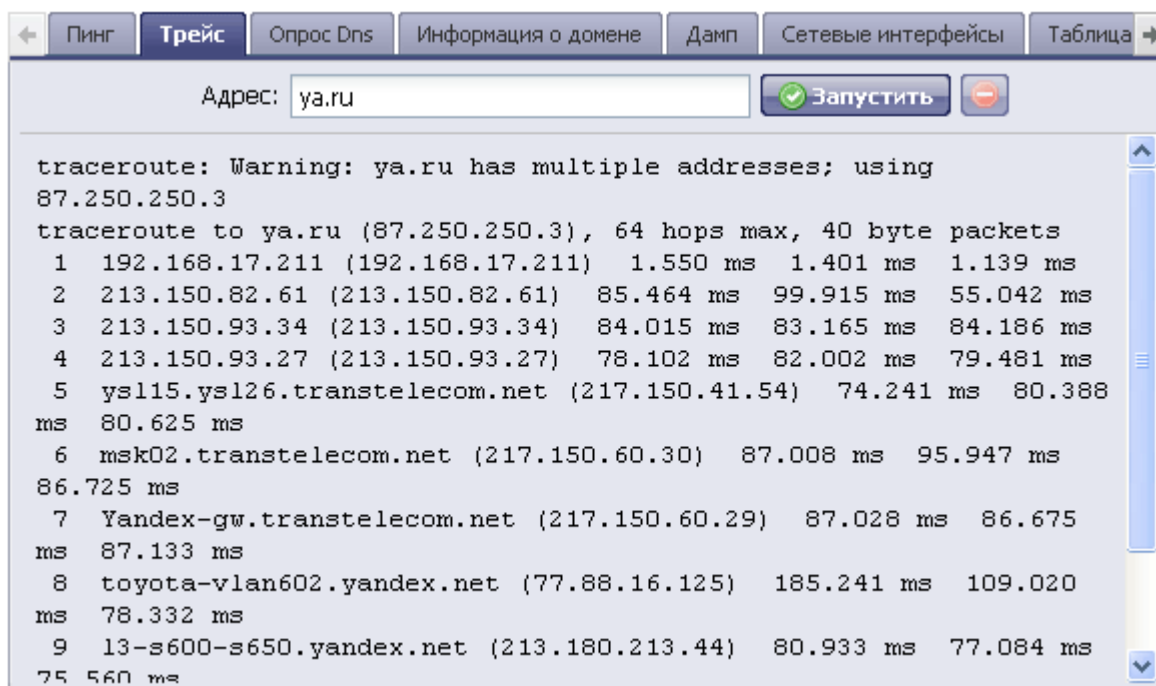 Пинг Трейс Опрос Dns Информация о домене Дамп Сетевые интерфейсы Таблица
Адрес: ya.ru Запустить
traceroute: Warning: ya.ru has multiple addresses; using
87.250.250.3
traceroute to ya.ru (87.250.250.3), 64 hops max, 40 byte packets
1 192.168.17.211 (192.168.17.211) 1.550 ms 1.401 ms 1.139 ms
2 213.150.82.61 (213.150.82.61) 85.464 ms 99.915 ms 55.042 ms
3 213.150.93.34 (213.150.93.34) 84.015 ms 83.165 ms 84.186 ms
4 213.150.93.27 (213.150.93.27) 78.102 ms 82.002 ms 79.481 ms
5 ysl15.ysl26.transtelecom.net (217.150.41.54) 74.241 ms 80.388
ms 80.625 ms
6 msk02.transtelecom.net (217.150.60.30) 87.008 ms 95.947 ms
86.725 ms
7 Yandex-gw.transtelecom.net (217.150.60.29) 87.028 ms 86.675
ms 87.133 ms
8 toyota-vlan602.yandex.net (77.88.16.125) 185.241 ms 109.020
ms 78.332 ms
9 l3-s600-s650.yandex.net (213.180.213.44) 80.933 ms 77.084 ms
75.560 ms